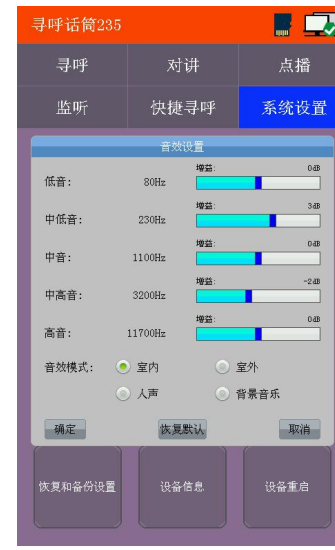 寻呼话筒235
寻呼 对讲 点播
监听 快捷寻呼 系统设置
音效设置
低音: 80Hz 增益: 0dB
中低音: 230Hz 增益: 3dB
中音: 1100Hz 增益: 0dB
中高音: 3200Hz 增益: -2dB
高音: 11700Hz 增益: 0dB
音效模式: 室内 室外
人声 背景音乐
确定 恢复默认 取消
恢复和备份设置 设备信息 设备重启